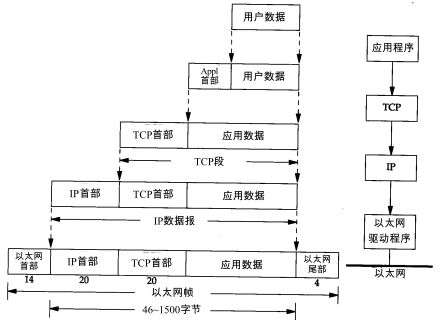 用户数据
应用程序
Appl
首部
用户数据
TCP首部
应用数据
TCP
TCP段
IP首部
TCP首部
应用数据
IP
IP数据报
以太网
驱动程序
以太网
首部
IP首部
TCP首部
应用数据
以太网
尾部
以太网
14
20
20
4
以太网帧
46~1500字节